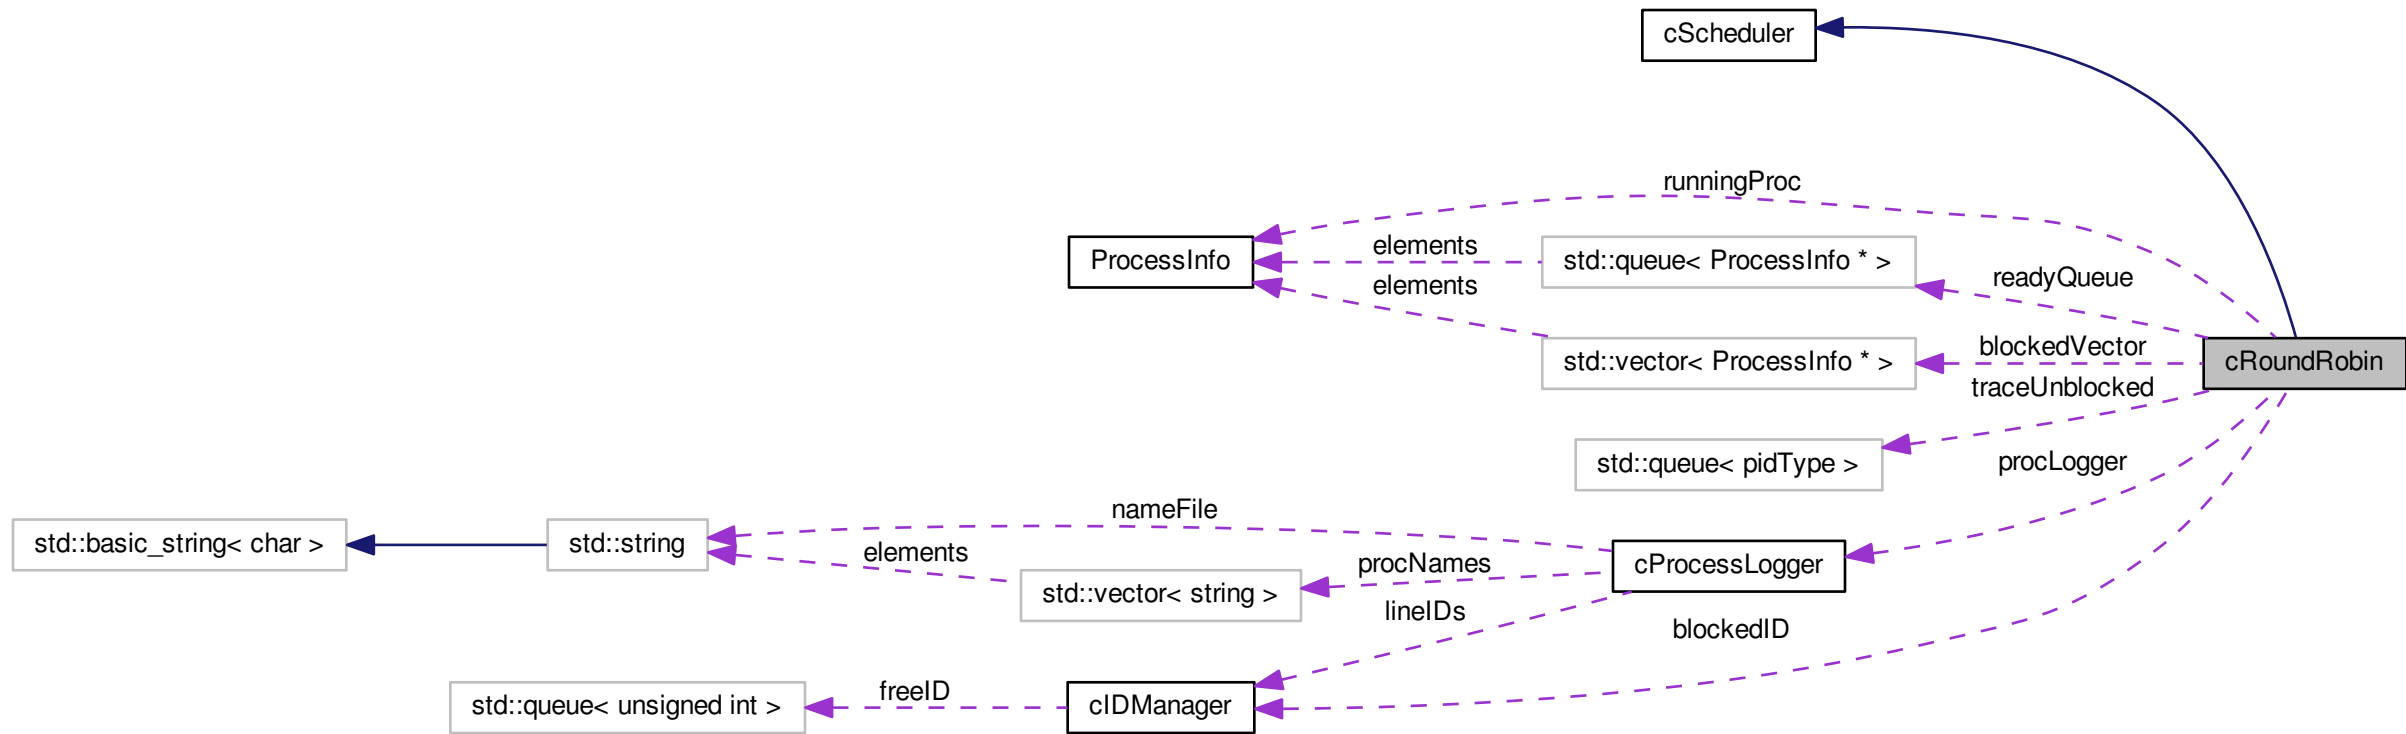 cScheduler
runningProc
ProcessInfo
elements
std::queue< ProcessInfo * >
readyQueue
elements
std::vector< ProcessInfo * >
blockedVector
cRoundRobin
traceUnblocked
std::queue< pidType >
procLogger
nameFile
std::basic_string< char >
std::string
elements
procNames
cProcessLogger
std::vector< string >
lineIDs
blockedID
std::queue< unsigned int >
freeID
cIDManager